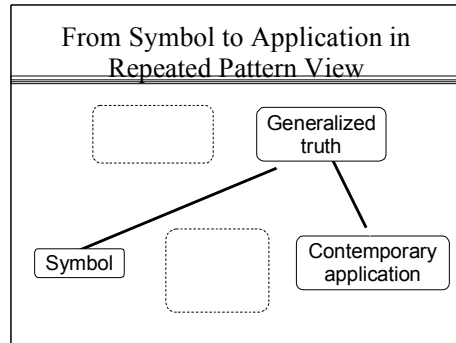 From Symbol to Application in
Repeated Pattern View
Generalized
truth
Symbol
Contemporary
application